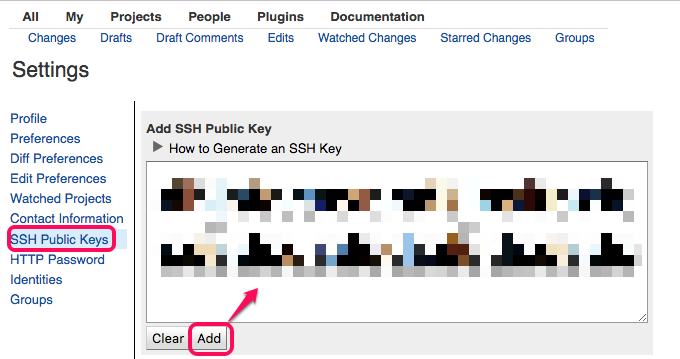 All My Projects People Plugins Documentation
Changes Drafts Draft Comments Edits Watched Changes Starred Changes Groups
Settings
Profile
Preferences
Diff Preferences
Edit Preferences
Watched Projects
Contact Information
SSH Public Keys
HTTP Password
Identities
Groups
Add SSH Public Key
How to Generate an SSH Key
Clear Add